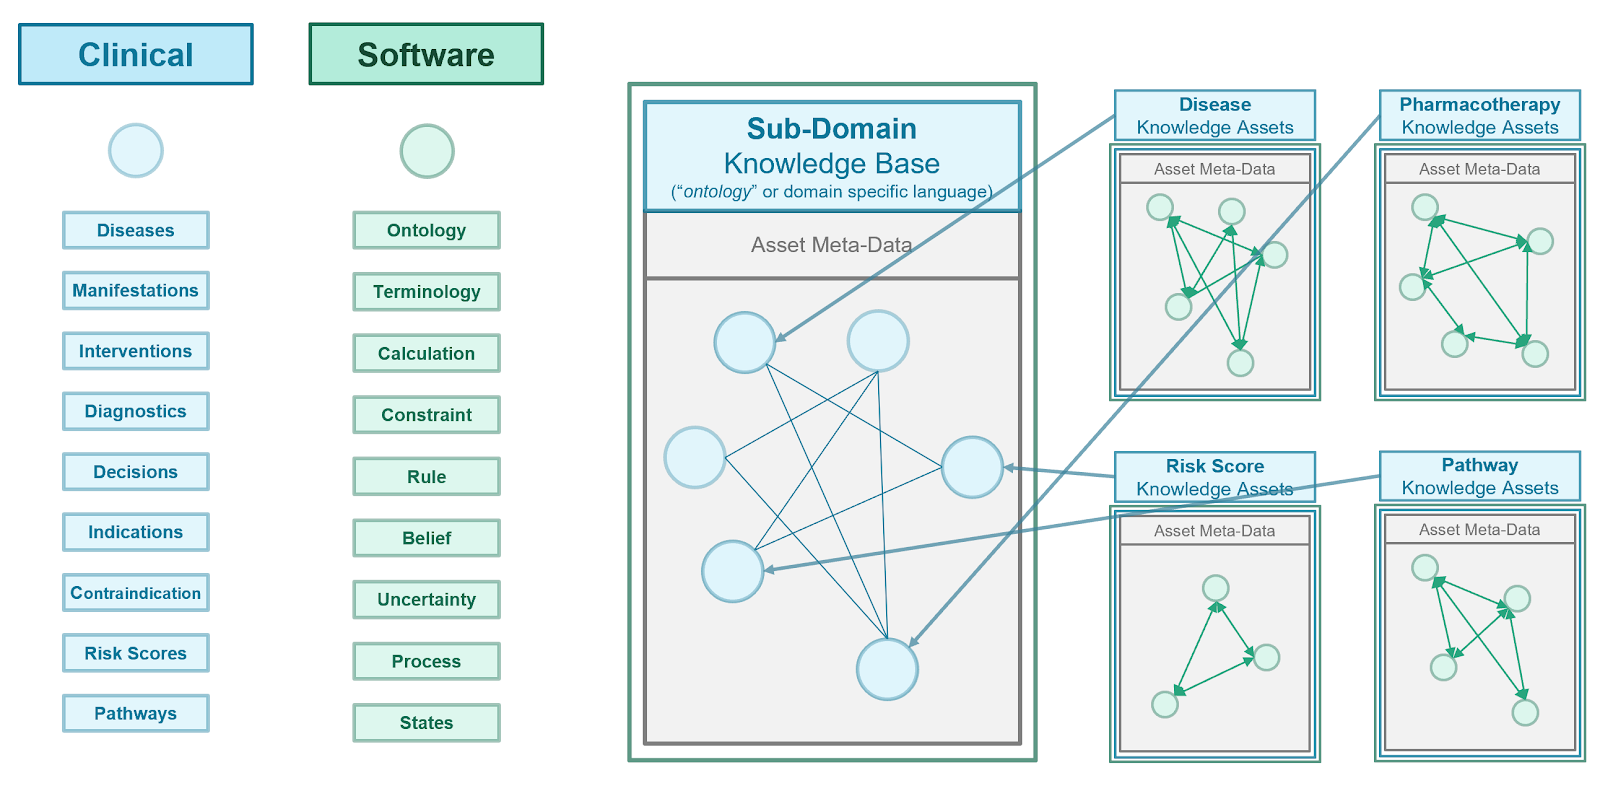 Clinical
Diseases
Manifestations
Interventions
Diagnostics
Decisions
Indications
Contraindication
Risk Scores
Pathways
Software
Ontology
Terminology
Calculation
Constraint
Rule
Belief
Uncertainty
Process
States
Sub-Domain
Knowledge Base
(“ontology” or domain specific language)
Asset Meta-Data
Disease
Knowledge Assets
Asset Meta-Data
Pharmacotherapy
Knowledge Assets
Asset Meta-Data
Risk Score
Knowledge Assets
Asset Meta-Data
Pathway
Knowledge Assets
Asset Meta-Data